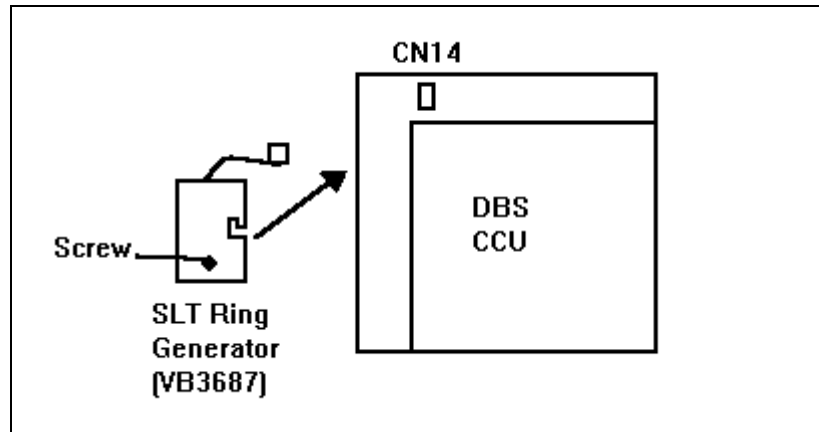 CN14
DBS
CCU
Screw
SLT Ring
Generator
(VB3687)